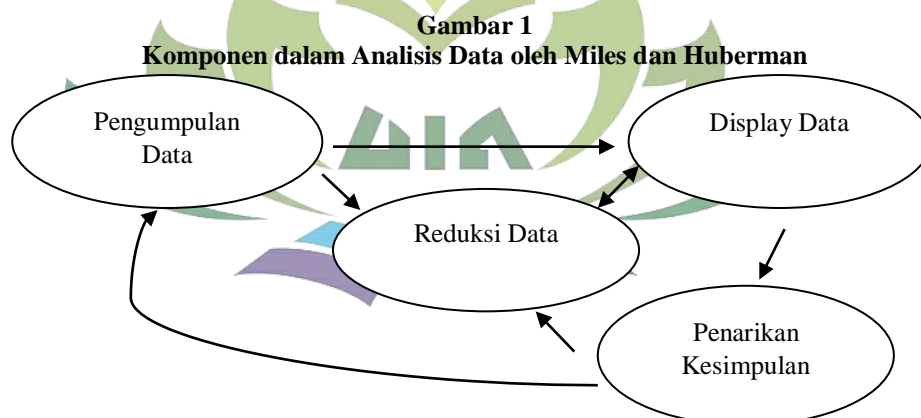 Gambar 1
Komponen dalam Analisis Data oleh Miles dan Huberman
Pengumpulan
Data
Display Data
Reduksi Data
Penarikan
Kesimpulan